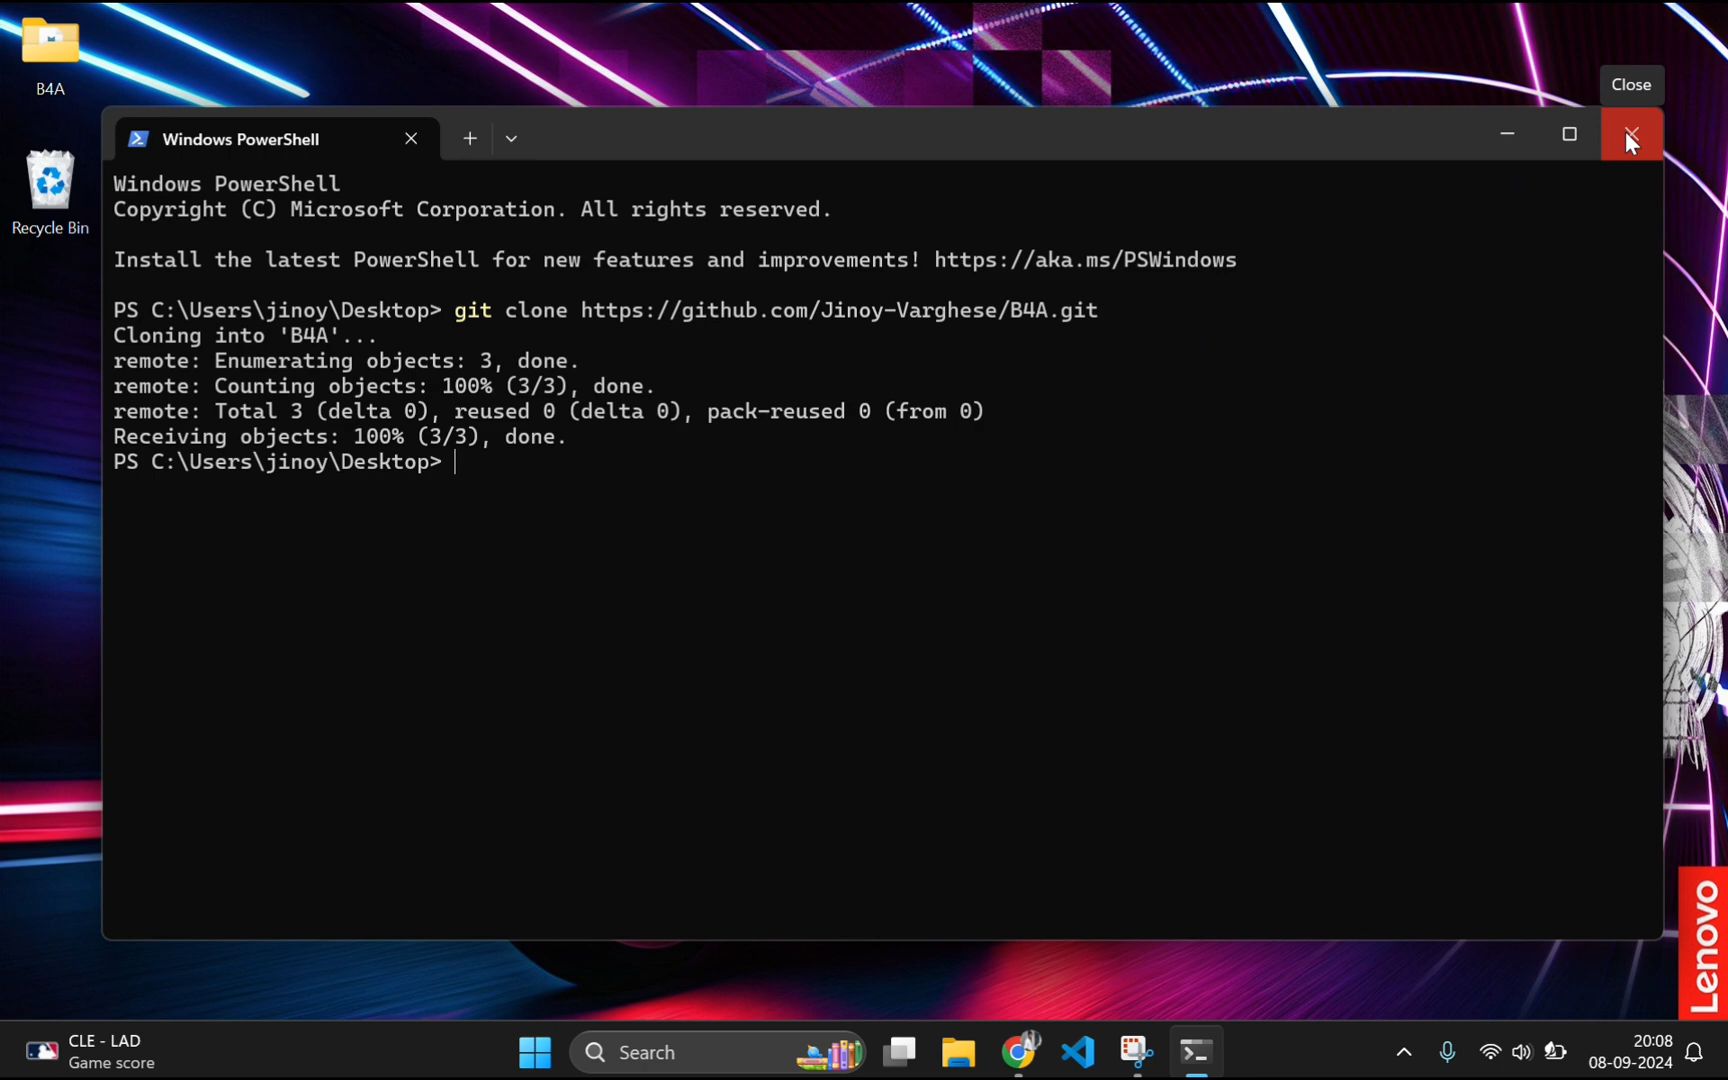 B4A
Recycle Bin
Close
Windows PowerShell
Windows PowerShell
Copyright (C) Microsoft Corporation. All rights reserved.
Install the latest PowerShell for new features and improvements! https://aka.ms/PSWindows
PS C:\Users\jinoy\Desktop> git clone https://github.com/Jinoy-Varghese/B4A.git
Cloning into 'B4A'...
remote: Enumerating objects: 3, done.
remote: Counting objects: 100% (3/3), done.
remote: Total 3 (delta 0), reused 0 (delta 0), pack-reused 0 (from 0)
Receiving objects: 100% (3/3), done.
PS C:\Users\jinoy\Desktop>
Lenovo
CLE - LAD
Game score
Search
20:08
08-09-2024